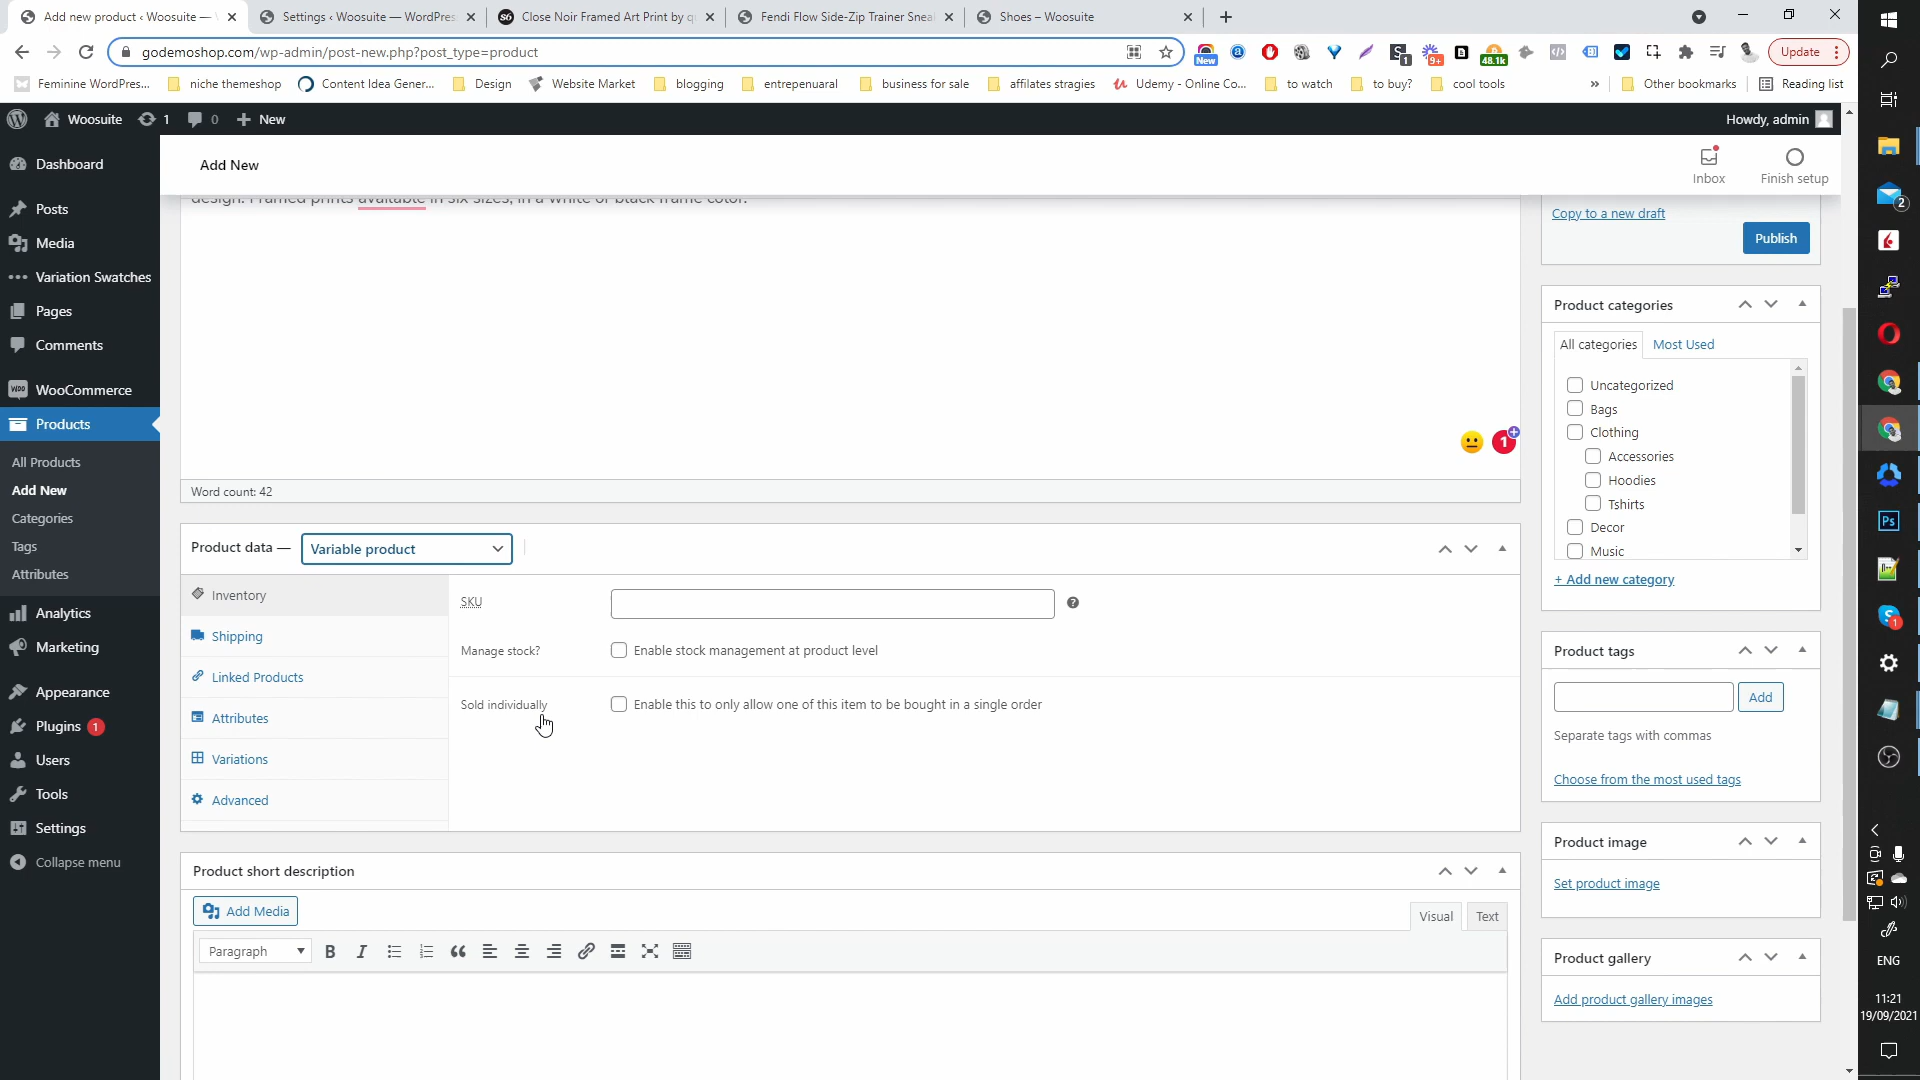 Add new product ‹ Woosuite —
Settings ‹ Woosuite — WordPres
Close Noir Framed Art Print by q
Fendi Flow Side-Zip Trainer Snea
Shoes – Woosuite
godemoshop.com/wp-admin/post-new.php?post_type=product
New
1
9+
48.1k
Update
Feminine WordPres...
niche themeshop
Content Idea Gener...
Design
Website Market
blogging
entrepenuaral
business for sale
affilates stragies
Udemy - Online Co...
to watch
to buy?
cool tools
»
Other bookmarks
Reading list
Woosuite
1
0
New
Howdy, admin
Dashboard
Posts
Media
Variation Swatches
Pages
Comments
WooCommerce
Products
All Products
Add New
Categories
Tags
Attributes
Analytics
Marketing
Appearance
Plugins 1
Users
Tools
Settings
Collapse menu
Add New
Inbox
Finish setup
design. Framed prints available in six sizes, in a white or black frame color.
1
Word count: 42
Product data —
Variable product
Inventory
Shipping
Linked Products
Attributes
Variations
Advanced
SKU
Manage stock?
Enable stock management at product level
Sold individually
Enable this to only allow one of this item to be bought in a single order
Product short description
Add Media
Visual
Text
Paragraph
Copy to a new draft
Publish
Product categories
All categories
Most Used
Uncategorized
Bags
Clothing
Accessories
Hoodies
Tshirts
Decor
Music
+ Add new category
Product tags
Add
Separate tags with commas
Choose from the most used tags
Product image
Set product image
Product gallery
Add product gallery images
2
Ps
1
ENG
11:21
19/09/2021